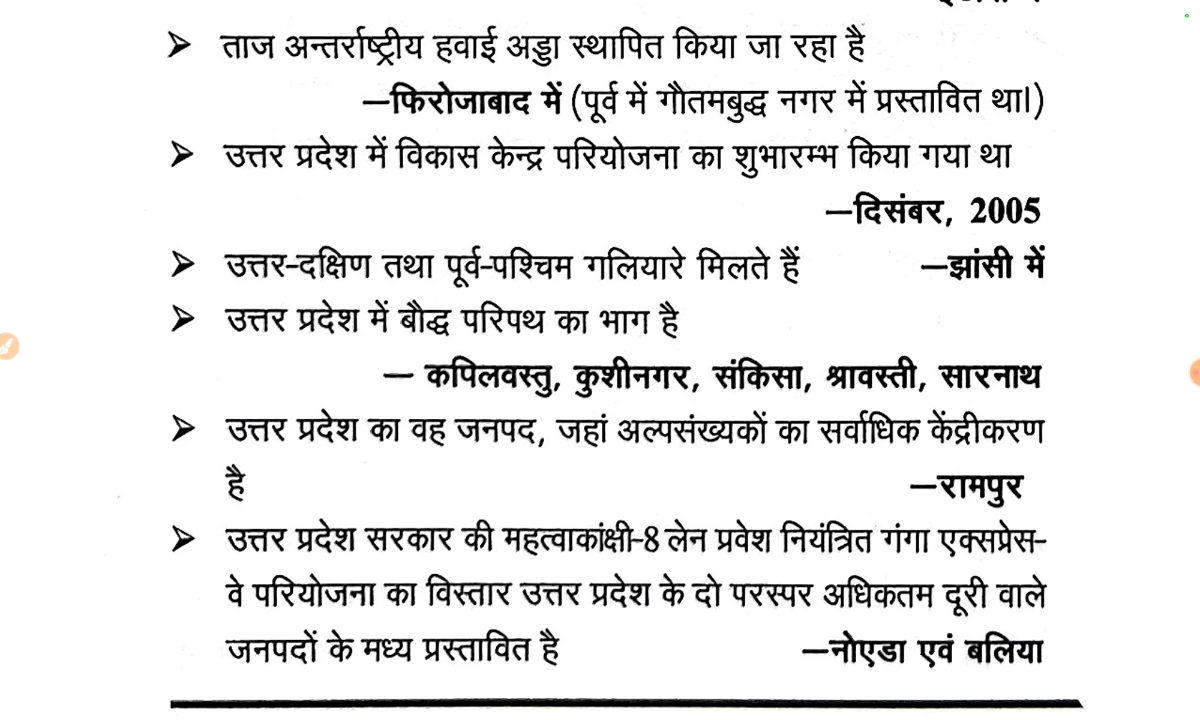 ➤ ताज अन्तर्राष्ट्रीय हवाई अड्डा स्थापित किया जा रहा है
—फिरोजाबाद में (पूर्व में गौतमबुद्ध नगर में प्रस्तावित था।)
➤ उत्तर प्रदेश में विकास केन्द्र परियोजना का शुभारम्भ किया गया था
—दिसंबर, 2005
➤ उत्तर-दक्षिण तथा पूर्व-पश्चिम गलियारे मिलते हैं —झांसी में
➤ उत्तर प्रदेश में बौद्ध परिपथ का भाग है
— कपिलवस्तु, कुशीनगर, संकिसा, श्रावस्ती, सारनाथ
➤ उत्तर प्रदेश का वह जनपद, जहां अल्पसंख्यकों का सर्वाधिक केंद्रीकरण
है —रामपुर
➤ उत्तर प्रदेश सरकार की महत्वाकांक्षी-8 लेन प्रवेश नियंत्रित गंगा एक्सप्रेस-
वे परियोजना का विस्तार उत्तर प्रदेश के दो परस्पर अधिकतम दूरी वाले
जनपदों के मध्य प्रस्तावित है —नोएडा एवं बलिया